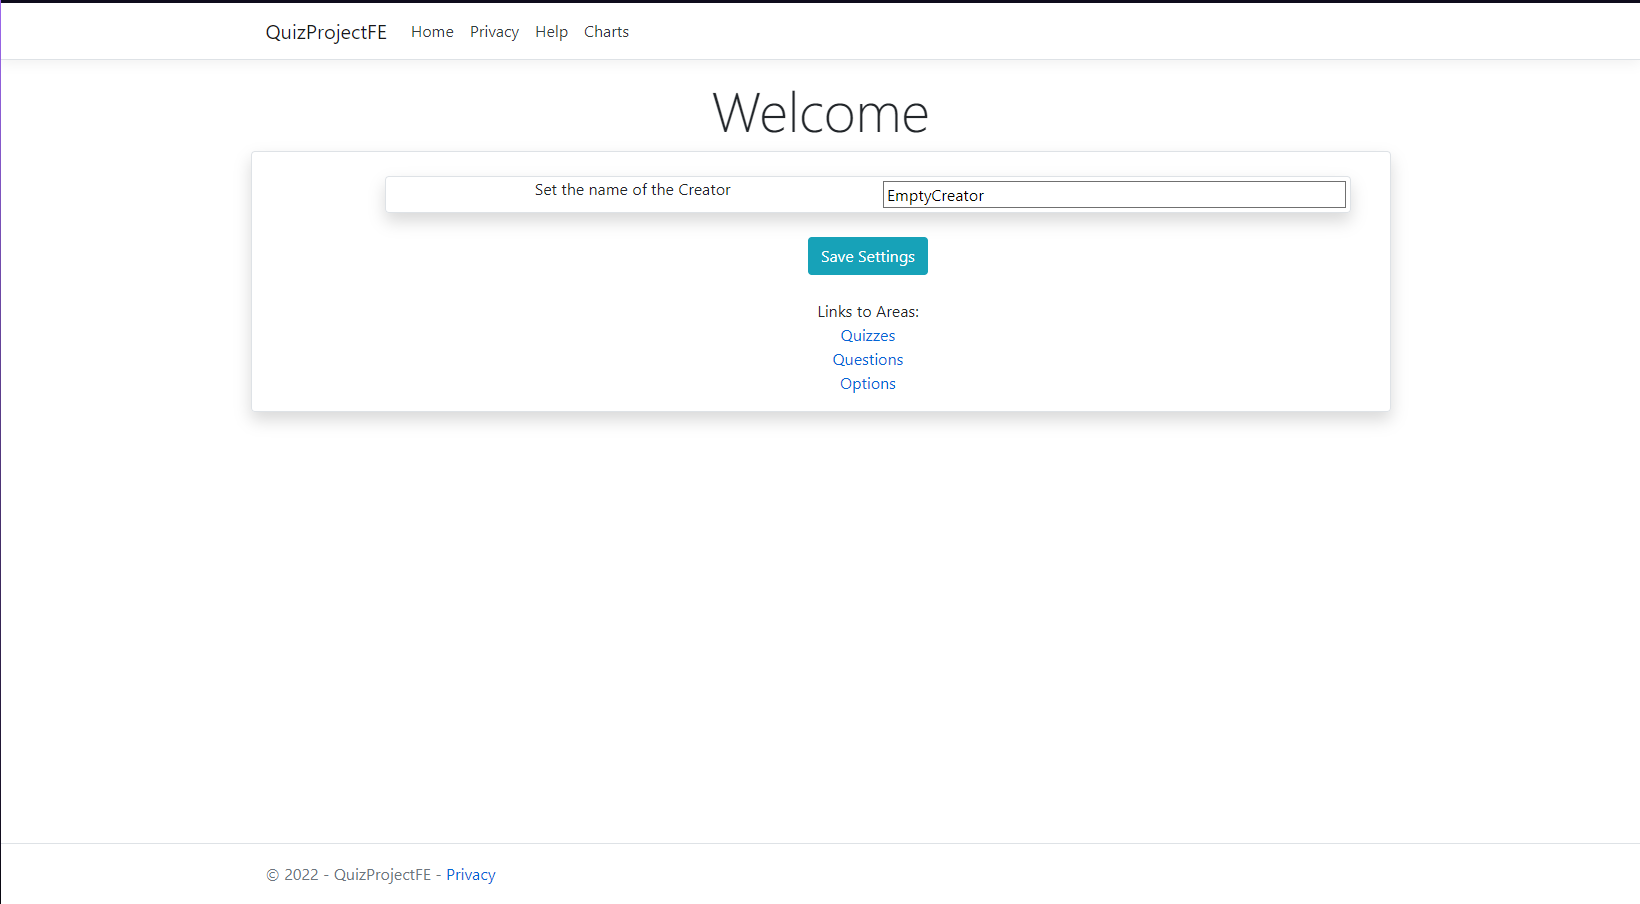 QuizProjectFE Home Privacy Help Charts
Welcome
Set the name of the Creator EmptyCreator
Save Settings
Links to Areas:
Quizzes
Questions
Options
© 2022 - QuizProjectFE - Privacy